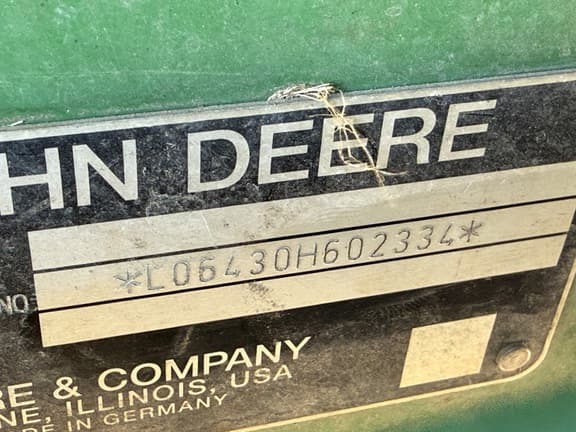 HN DEERE
NO
*L06430H602334*
RE & COMPANY
NE, ILLINOIS, USA
DE IN GERMANY